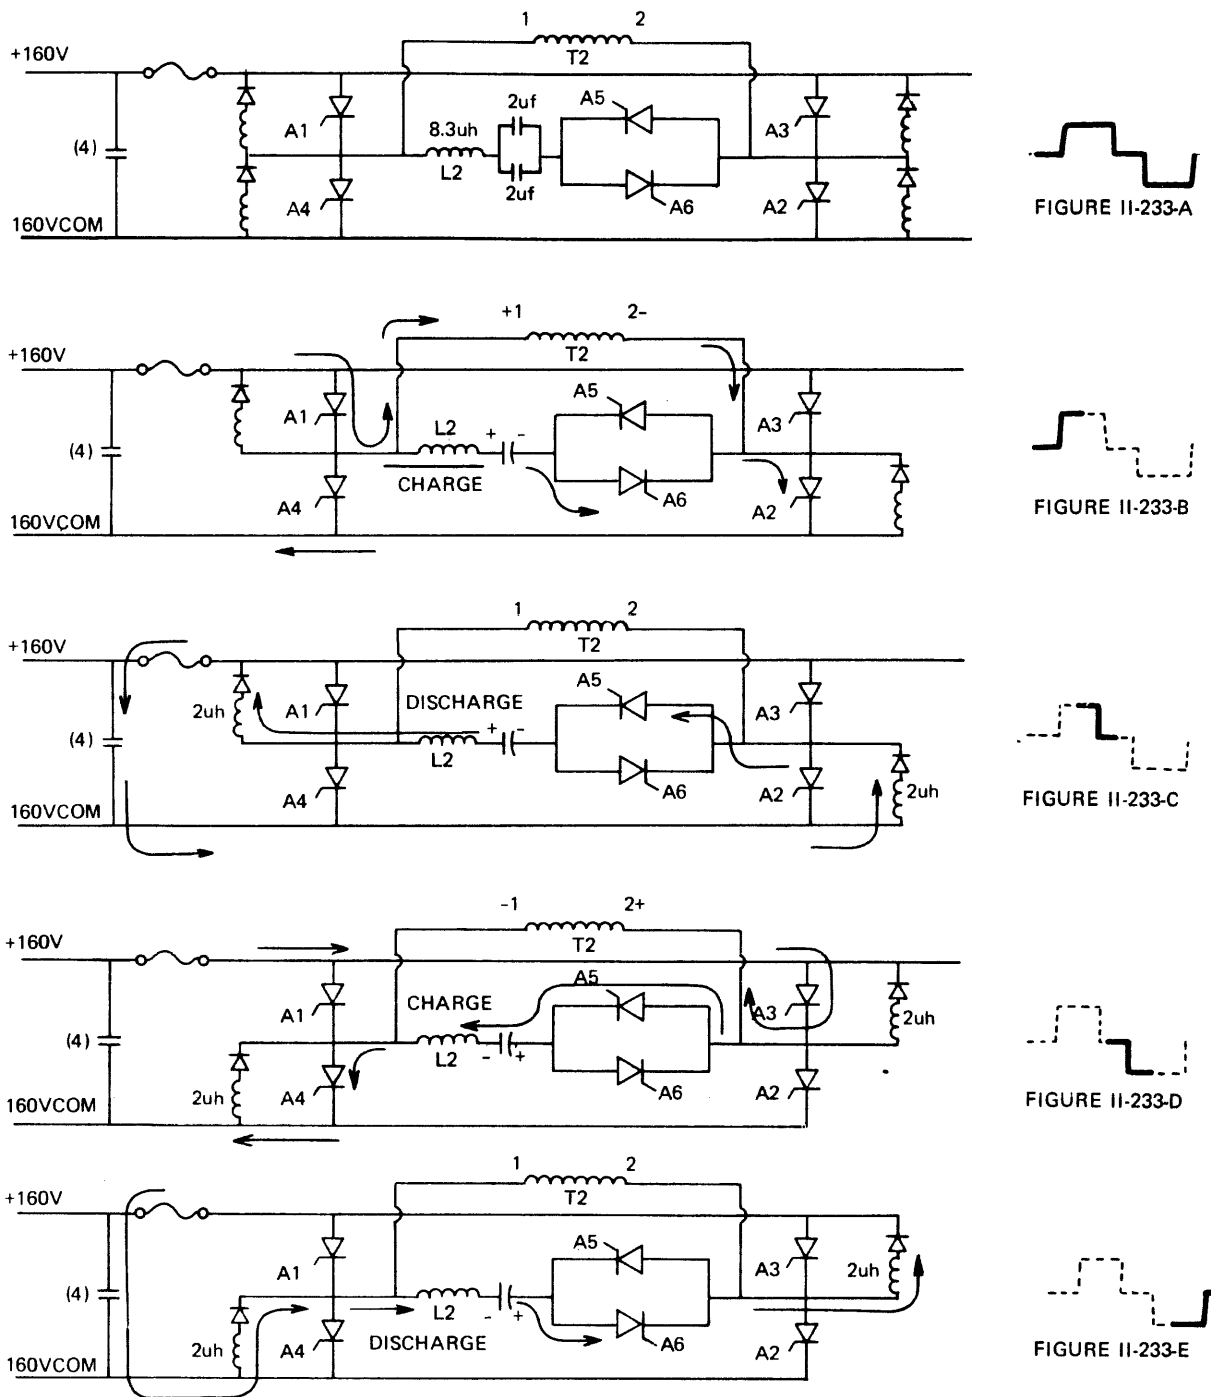 1 2
+160V
T2
A5
2uf
A1
A3
(4)
8.3uh
L2
2uf
A4
A6
A2
160VCOM
FIGURE II-233-A
+1 2-
+160V
T2
A5
A1
A3
(4)
L2
+ -
CHARGE
A4
A6
A2
160VCOM
FIGURE II-233-B
1 2
+160V
T2
A5
2uh
A1
DISCHARGE
A3
(4)
+ -
L2
A4
A6
A2
2uh
160VCOM
FIGURE II-233-C
-1 2+
+160V
T2
A5
A1
CHARGE
A3
2uh
(4)
L2
- +
2uh
A4
A6
A2
160VCOM
FIGURE II-233-D
1 2
+160V
T2
A5
A1
A3
2uh
(4)
L2
- +
2uh
A4
DISCHARGE
A6
A2
160VCOM
FIGURE II-233-E